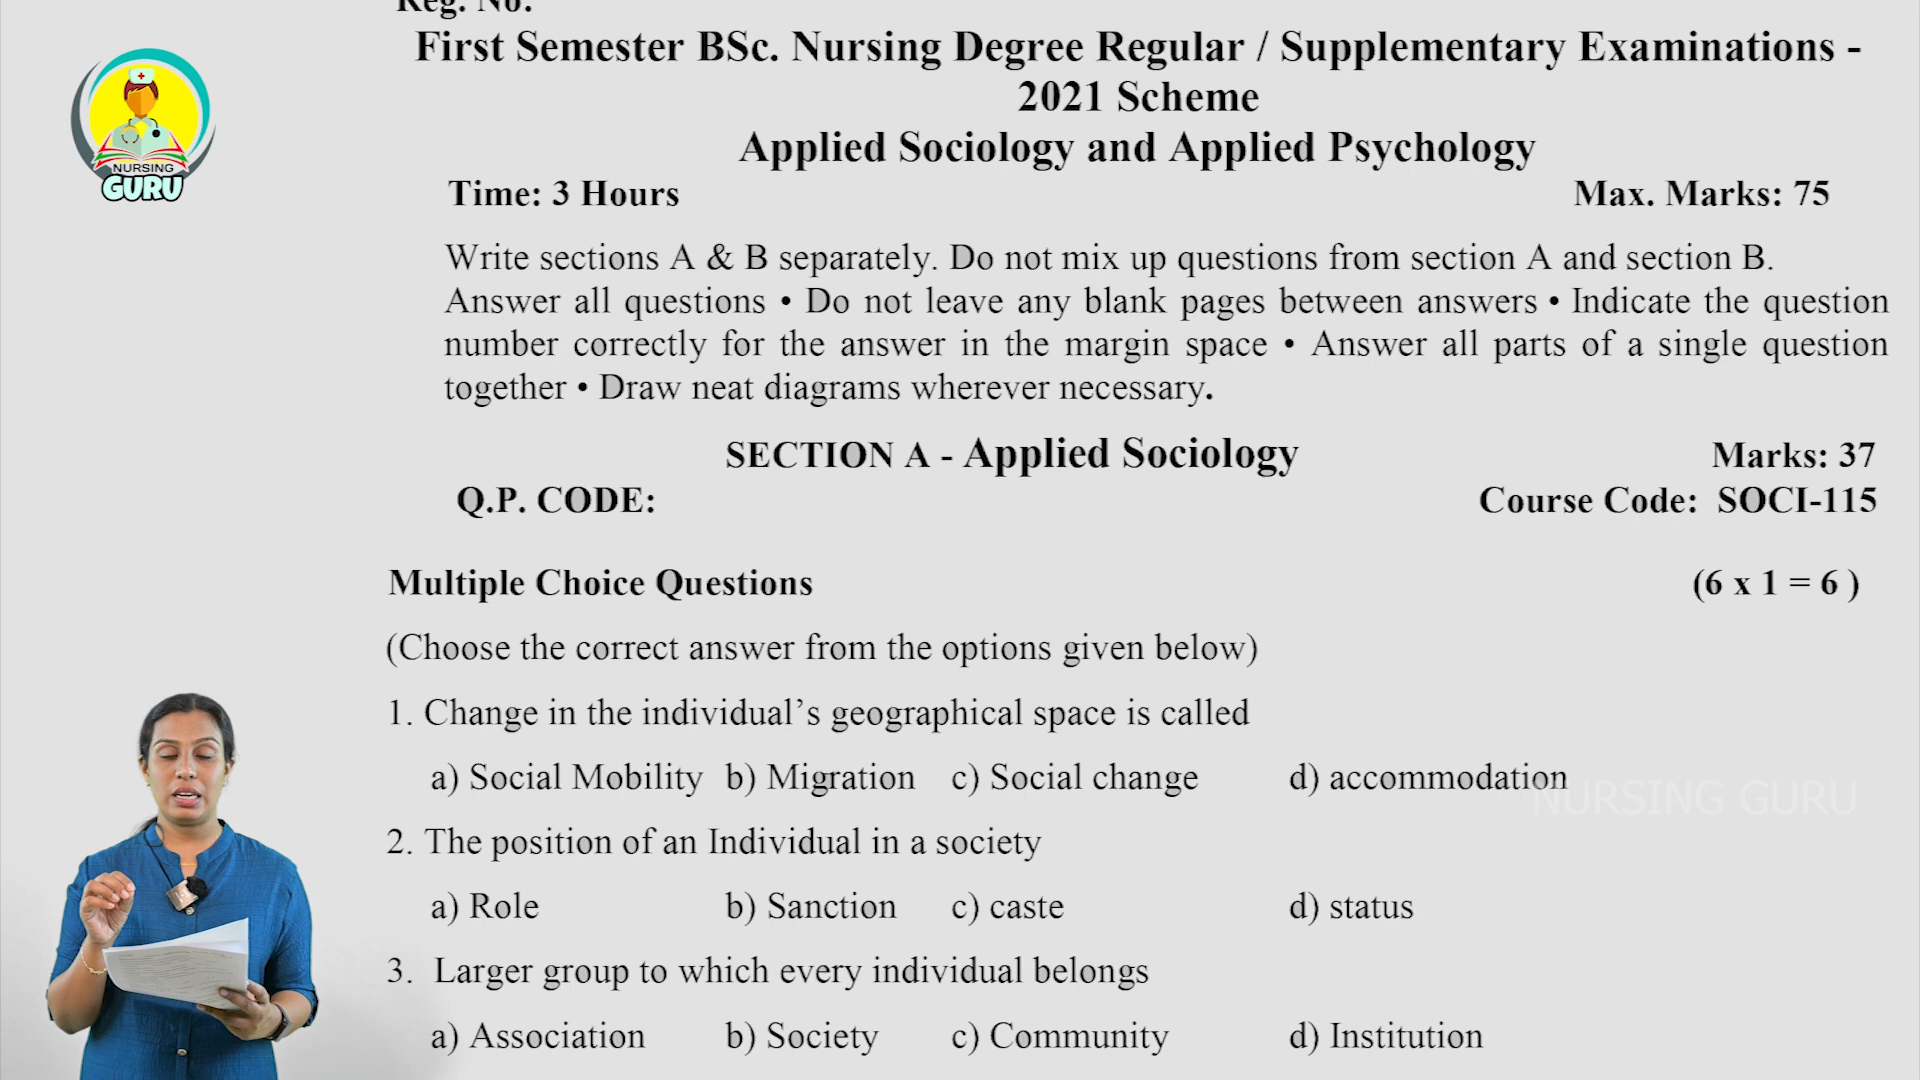 Reg. No.
First Semester BSc. Nursing Degree Regular / Supplementary Examinations -
2021 Scheme
Applied Sociology and Applied Psychology
Time: 3 Hours Max. Marks: 75
Write sections A & B separately. Do not mix up questions from section A and section B.
Answer all questions • Do not leave any blank pages between answers • Indicate the question
number correctly for the answer in the margin space • Answer all parts of a single question
together • Draw neat diagrams wherever necessary.
SECTION A - Applied Sociology Marks: 37
Q.P. CODE: Course Code: SOCI-115
Multiple Choice Questions (6 x 1 = 6 )
(Choose the correct answer from the options given below)
1. Change in the individual’s geographical space is called
a) Social Mobility b) Migration c) Social change d) accommodation
2. The position of an Individual in a society
a) Role b) Sanction c) caste d) status
3. Larger group to which every individual belongs
a) Association b) Society c) Community d) Institution
NURSING
GURU
NURSING GURU